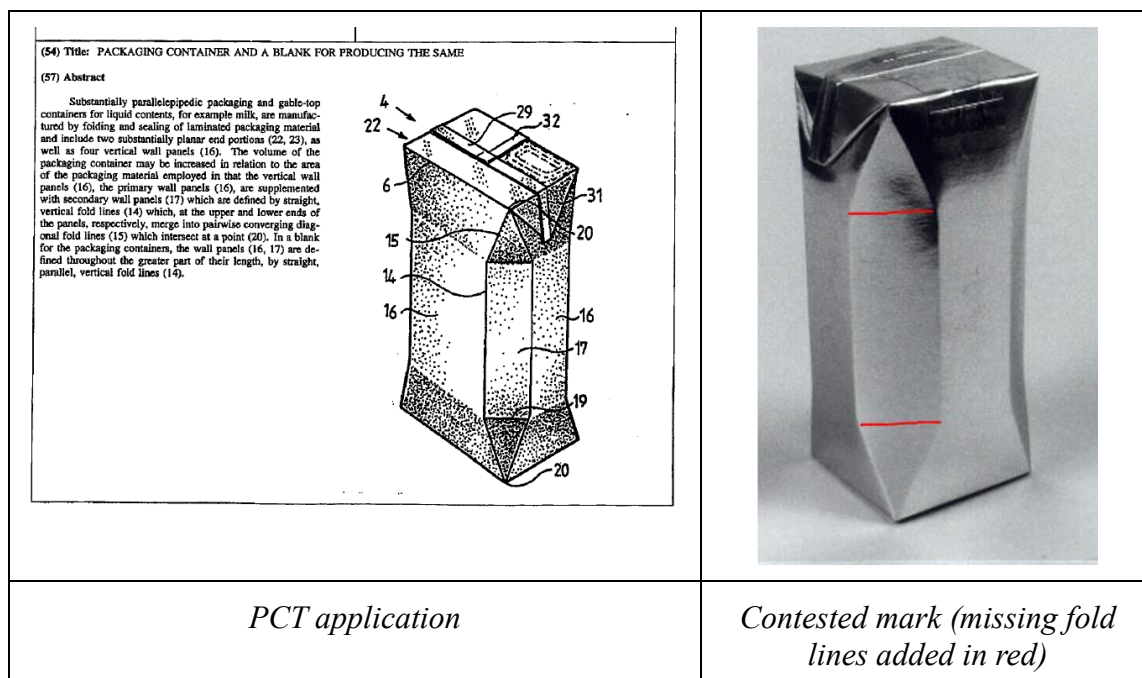 (54) Title: PACKAGING CONTAINER AND A BLANK FOR PRODUCING THE SAME
(57) Abstract
Substantially parallelepipedic packaging and gable-top
containers for liquid contents, for example milk, are manufac-
tured by folding and sealing of laminated packaging material
and include two substantially planar end portions (22, 23), as
well as four vertical wall panels (16). The volume of the
packaging container may be increased in relation to the area
of the packaging material employed in that the vertical wall
panels (16), the primary wall panels (16), are supplemented
with secondary wall panels (17) which are defined by straight,
vertical fold lines (14) which, at the upper and lower ends of
the panels, respectively, merge into pairwise converging diag-
onal fold lines (15) which intersect at a point (20). In a blank
for the packaging containers, the wall panels (16, 17) are de-
fined throughout the greater part of their length, by straight,
parallel, vertical fold lines (14).
4
29
32
22
6
31
20
15
14
16
16
17
19
20
PCT application
Contested mark (missing fold
lines added in red)